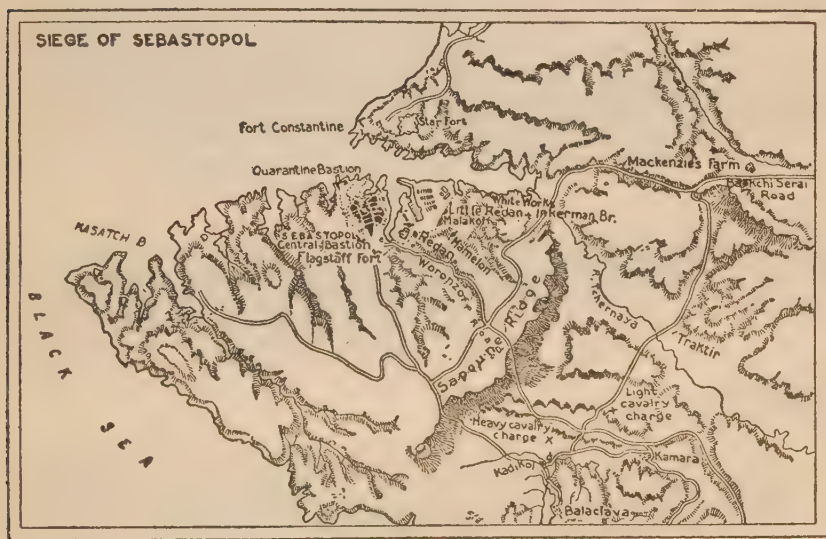 SIEGE OF SEBASTOPOL
Fort Constantine
Star Fort
Mackenzie's Farm
Baakchi Serai
Road
Quarantine Bastion
White Works
Little Redan
Inkerman Br.
Malakoff
KASATCH B
SEBASTOPOL
Central Bastion
Redan
Mamelon
Flagstaff Fort
Woronzoff R
BLACK SEA
Sapoune Ridge
R. Tchernaya
Traktir
Light
cavalry
charge
Heavy cavalry
charge X
Kamara
Kadikoi
Balaclava